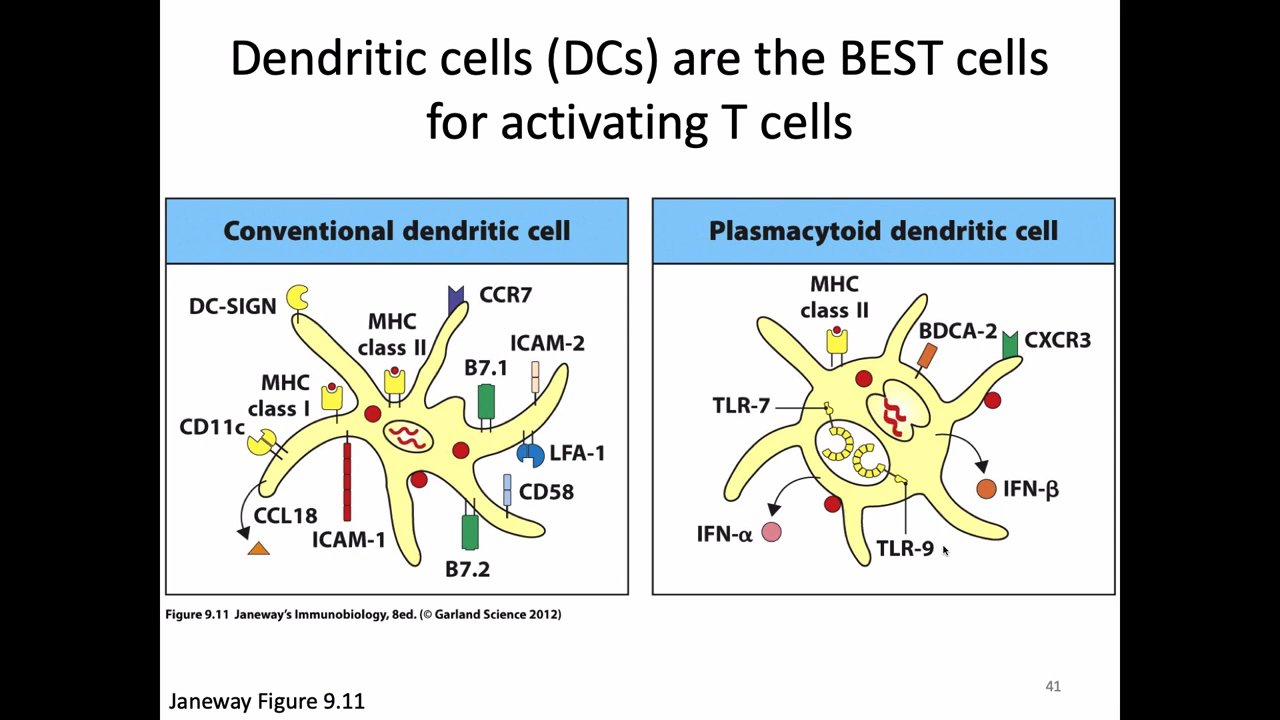 Dendritic cells (DCs) are the BEST cells
for activating T cells
Conventional dendritic cell
DC-SIGN
CCR7
MHC
class II
ICAM-2
B7.1
MHC
class I
CD11c
LFA-1
CD58
CCL18
ICAM-1
B7.2
Plasmacytoid dendritic cell
MHC
class II
BDCA-2
CXCR3
TLR-7
IFN-β
IFN-α
TLR-9
Figure 9.11 Janeway's Immunobiology, 8ed. (© Garland Science 2012)
Janeway Figure 9.11
41